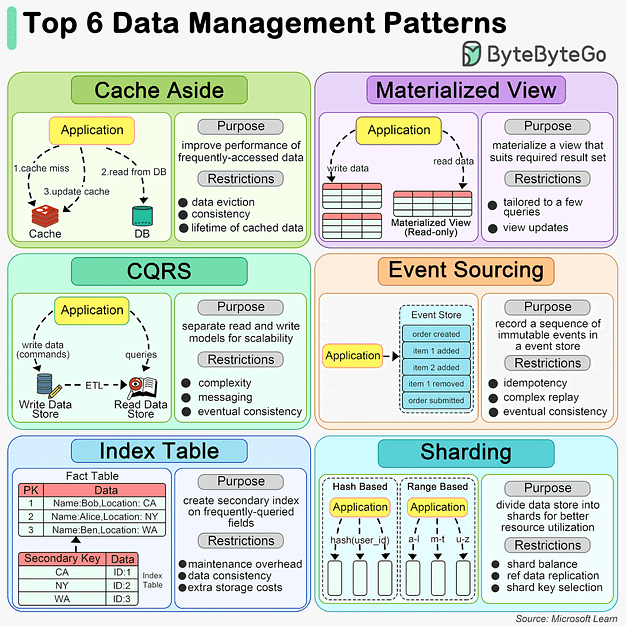 Top 6 Data Management Patterns
ByteByteGo
Cache Aside
Application
1.cache miss
2.read from DB
3.update cache
Cache
DB
Purpose
improve performance of
frequently-accessed data
Restrictions
data eviction
consistency
lifetime of cached data
Materialized View
Application
write data
read data
Materialized View
(Read-only)
Purpose
materialize a view that
suits required result set
Restrictions
tailored to a few
queries
view updates
CQRS
Application
write data
(commands)
queries
ETL
Write Data
Store
Read Data
Store
Purpose
separate read and write
models for scalability
Restrictions
complexity
messaging
eventual consistency
Event Sourcing
Application
Event Store
order created
item 1 added
item 2 added
item 1 removed
order submitted
Purpose
record a sequence of
immutable events in
a event store
Restrictions
idempotency
complex replay
eventual consistency
Index Table
Fact Table
PK Data
1 Name:Bob,Location: CA
2 Name:Alice,Location: NY
3 Name:Ben,Location: WA
Secondary Key Data
CA ID:1
NY ID:2
WA ID:3
Index
Table
Purpose
create secondary index
on frequently-queried
fields
Restrictions
maintenance overhead
data consistency
extra storage costs
Sharding
Hash Based
Application
hash(user_id)
Range Based
Application
a-l m-t u-z
Purpose
divide data store into
shards for better
resource utilization
Restrictions
shard balance
ref data replication
shard key selection
Source: Microsoft Learn